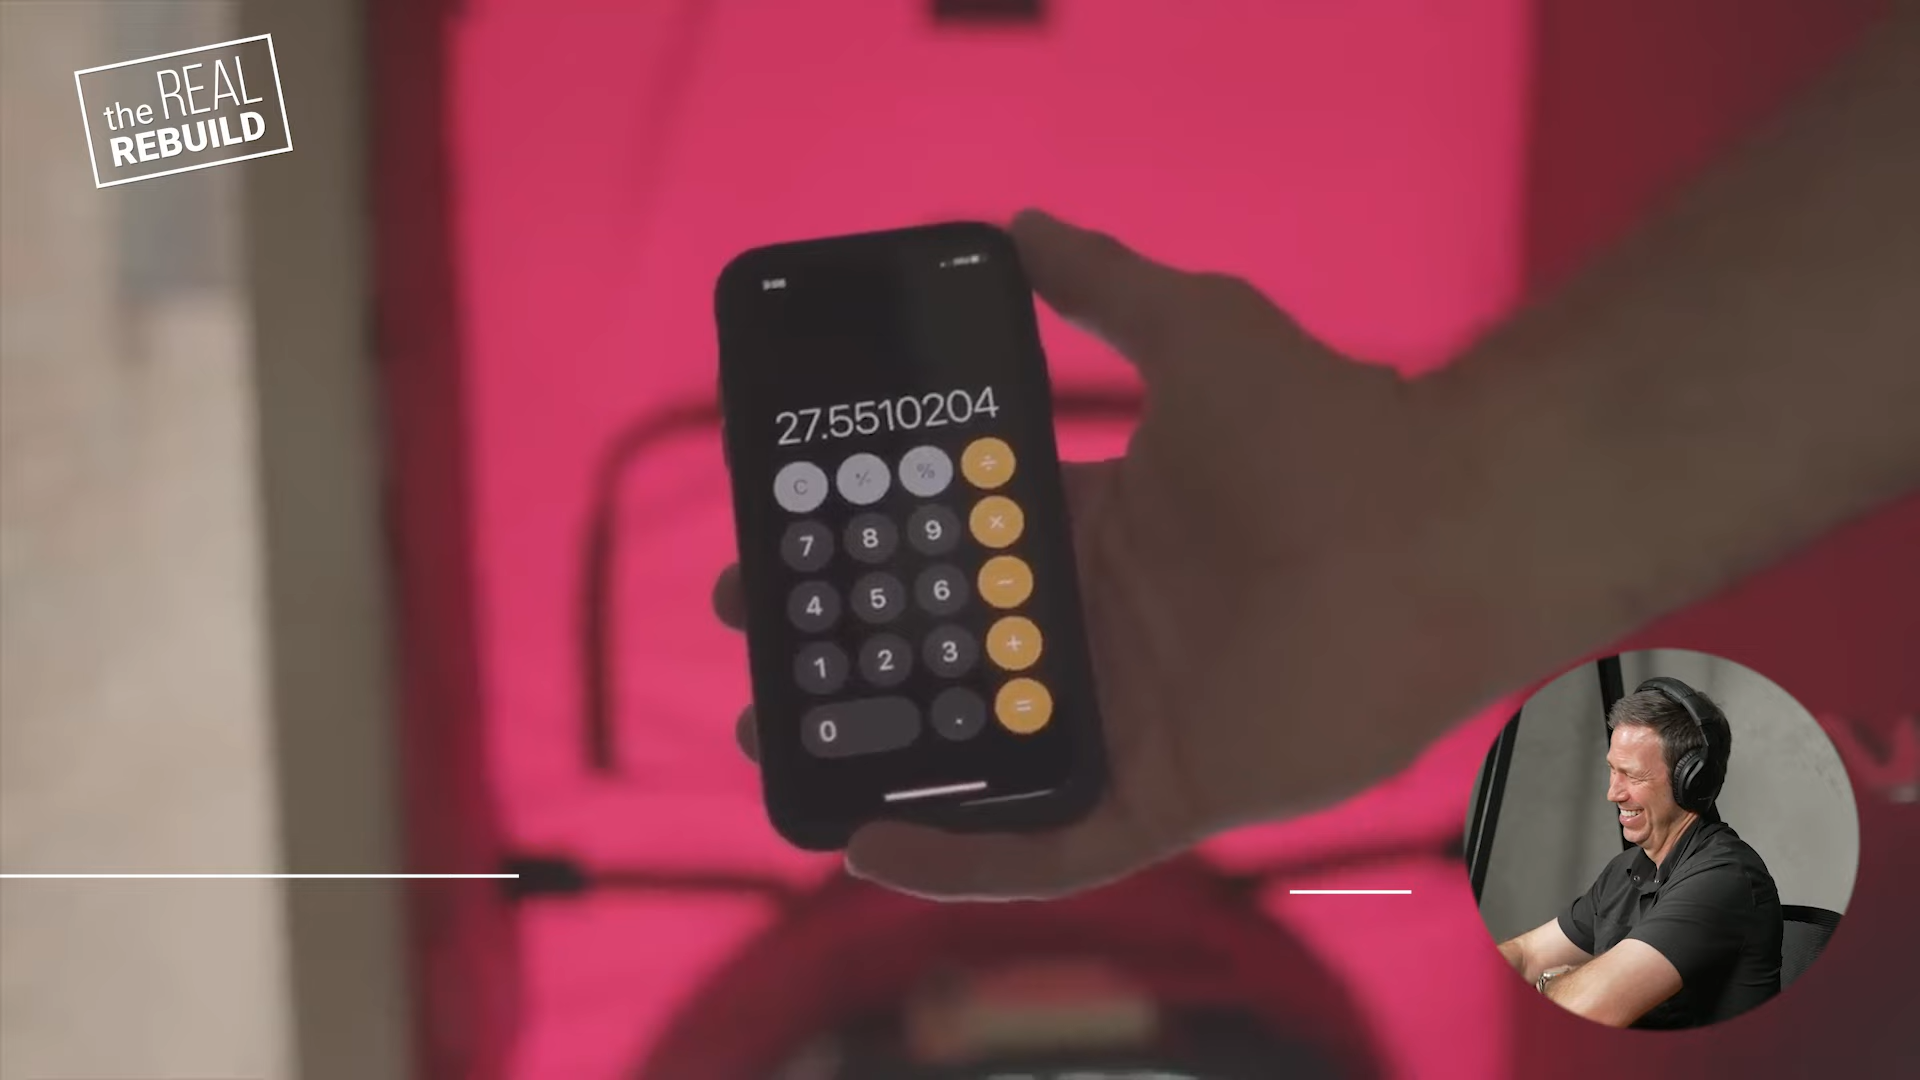 the REAL
REBUILD
27.5510204
C +/- % ÷
7 8 9 ×
4 5 6 −
1 2 3 +
0 . =